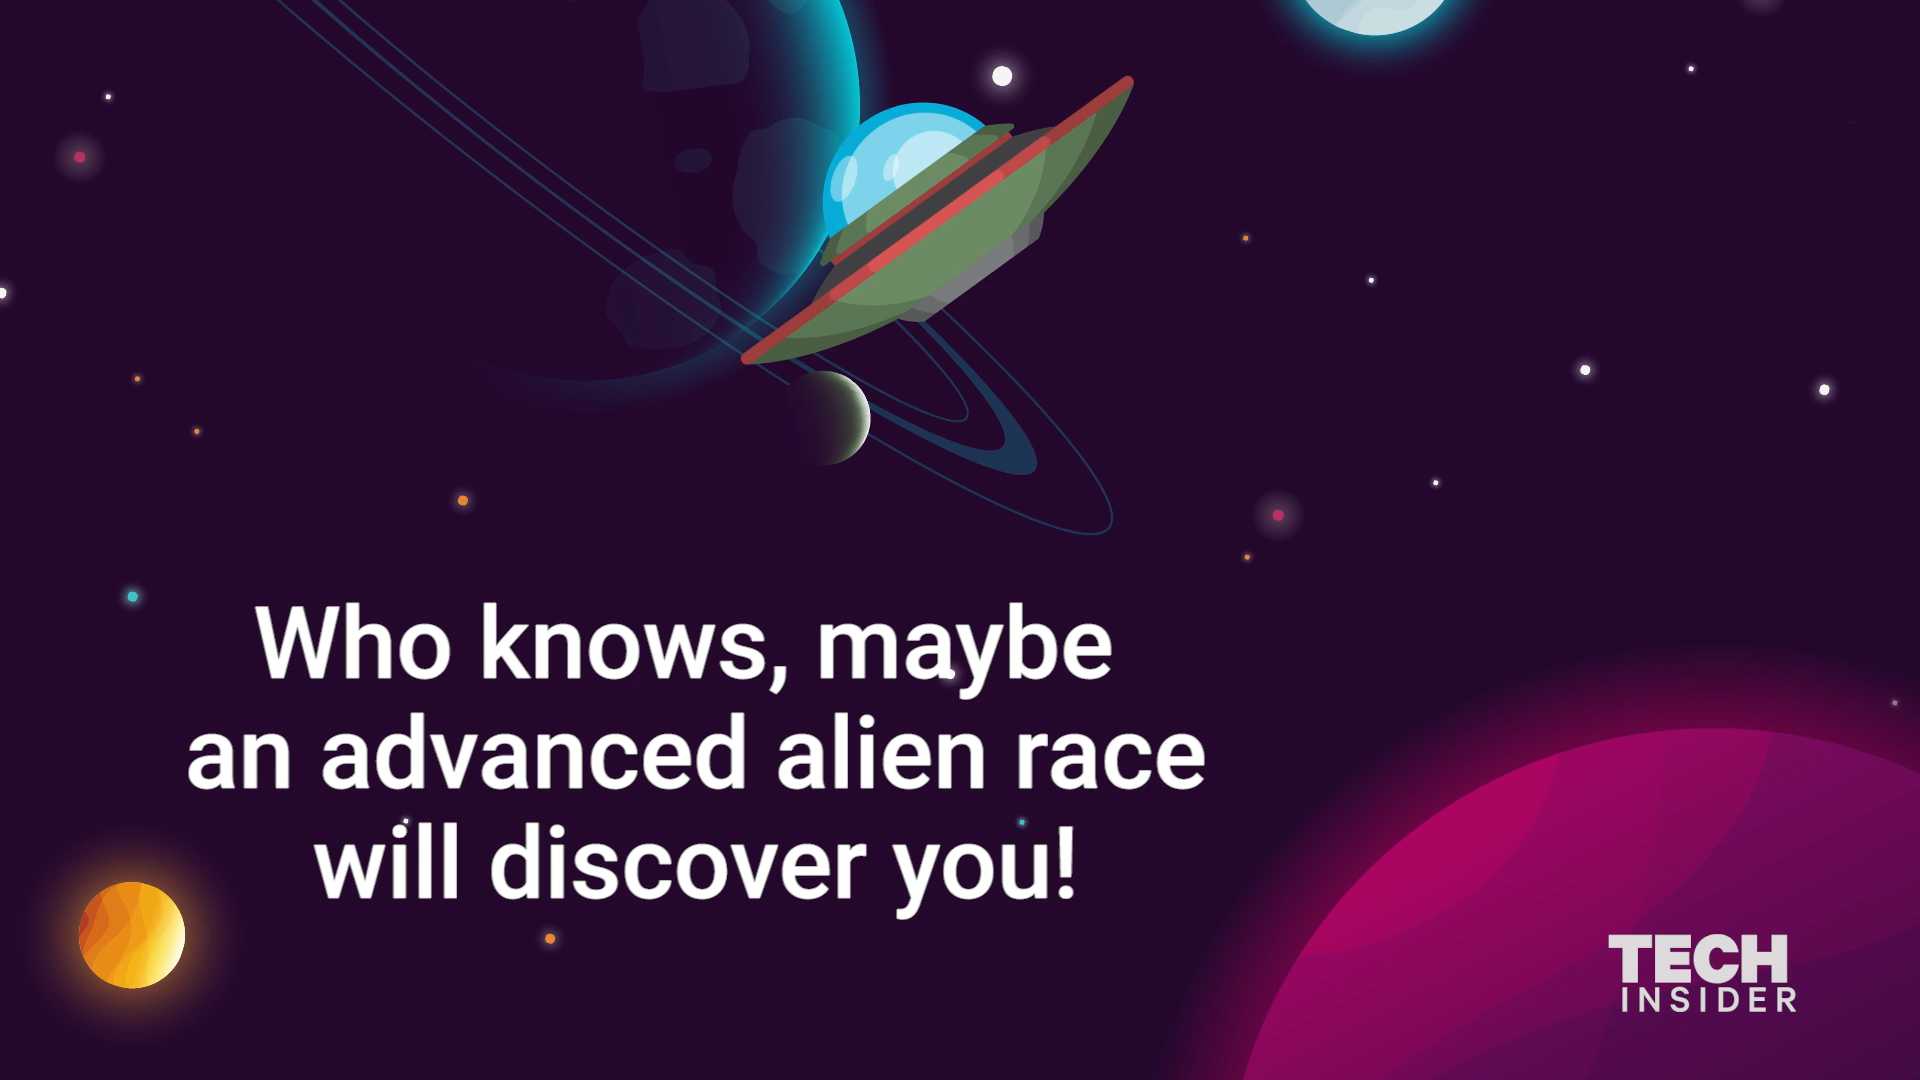 Who knows, maybe
an advanced alien race
will discover you!
TECH
INSIDER